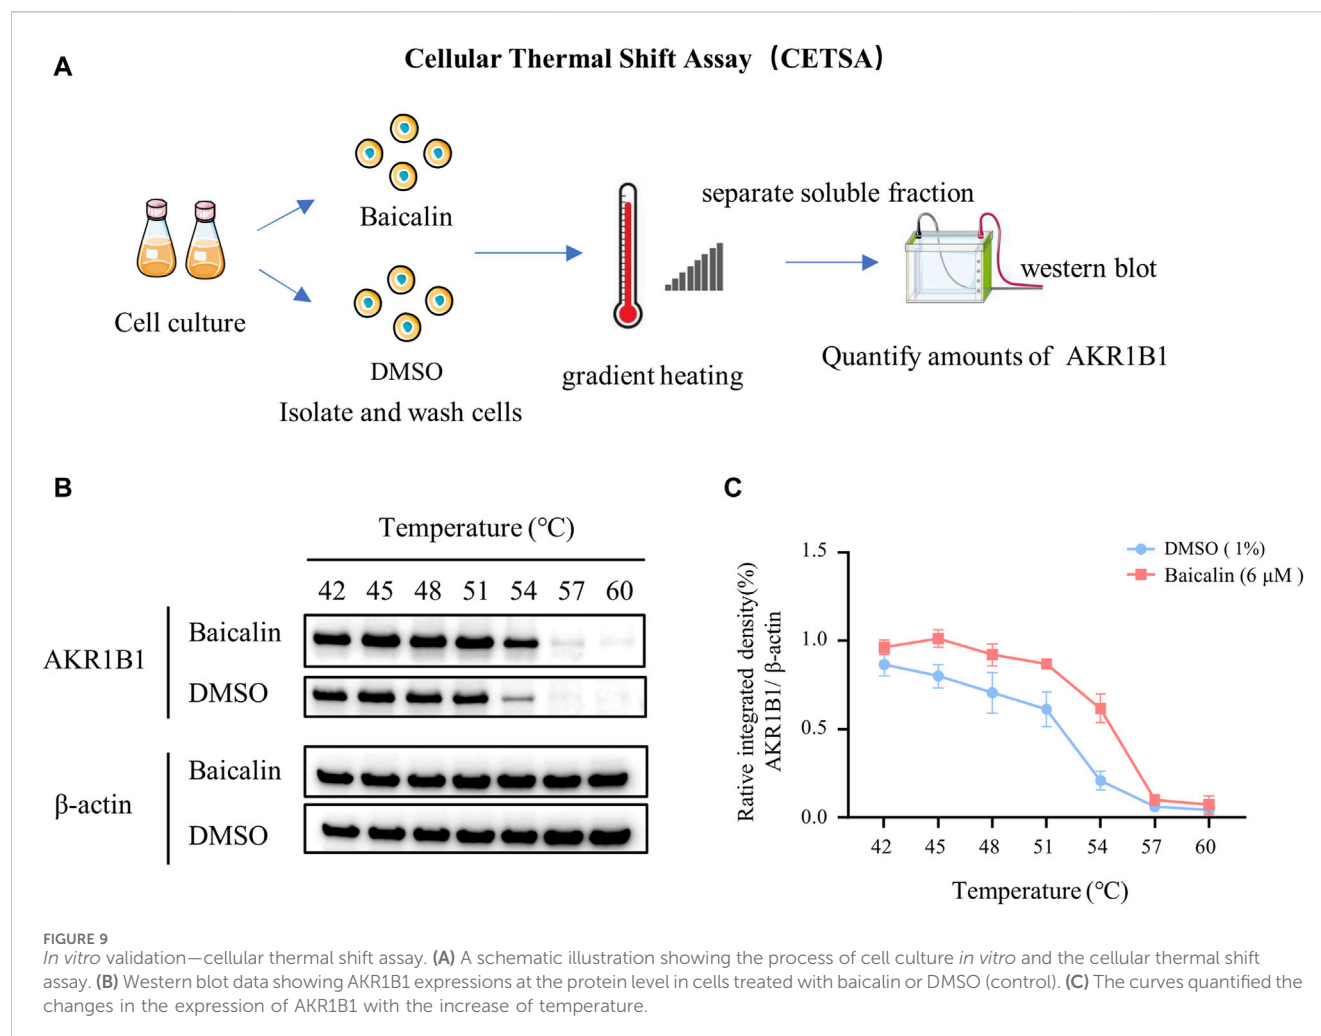 A
Cellular Thermal Shift Assay (CETSA)
Baicalin
Cell culture
DMSO
Isolate and wash cells
gradient heating
separate soluble fraction
western blot
Quantify amounts of AKR1B1
B
Temperature (°C)
42 45 48 51 54 57 60
AKR1B1
Baicalin
DMSO
β-actin
Baicalin
DMSO
C
Rative integrated density(%)
AKR1B1/ β-actin
1.5
1.0
0.5
0.0
DMSO ( 1%)
Baicalin (6 μM )
42 45 48 51 54 57 60
Temperature (°C)
FIGURE 9
In vitro validation—cellular thermal shift assay. (A) A schematic illustration showing the process of cell culture in vitro and the cellular thermal shift
assay. (B) Western blot data showing AKR1B1 expressions at the protein level in cells treated with baicalin or DMSO (control). (C) The curves quantified the
changes in the expression of AKR1B1 with the increase of temperature.